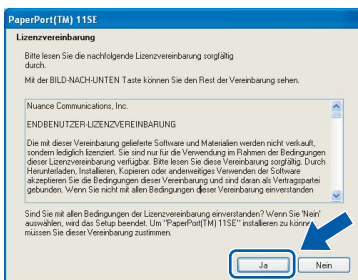 PaperPort(TM) 11SE
Lizenzvereinbarung
Bitte lesen Sie die nachfolgende Lizenzvereinbarung sorgfältig
durch.
Mit der BILD-NACH-UNTEN Taste können Sie den Rest der Vereinbarung sehen.
Nuance Communications, Inc.
ENDBENUTZER-LIZENZVEREINBARUNG
Die mit dieser Vereinbarung gelieferte Software und Materialien werden nicht verkauft,
sondern lediglich lizenziert. Sie sind nur für die Verwendung im Rahmen der Bedingungen
dieser Lizenzvereinbarung verfügbar. Bitte lesen Sie diese Vereinbarung sorgfältig. Durch
Herunterladen, Installieren, Kopieren oder anderweitiges Verwenden der Software
akzeptieren Sie die Bedingungen dieser Vereinbarung und sind daran als Vertragspartei
gebunden. Wenn Sie nicht mit allen Bedingungen dieser Vereinbarung einverstanden
Sind Sie mit allen Bedingungen der Lizenzvereinbarung einverstanden? Wenn Sie 'Nein'
auswählen, wird das Setup beendet. Um "PaperPort(TM) 11SE" installieren zu können,
müssen Sie dieser Vereinbarung zustimmen.
Ja
Nein